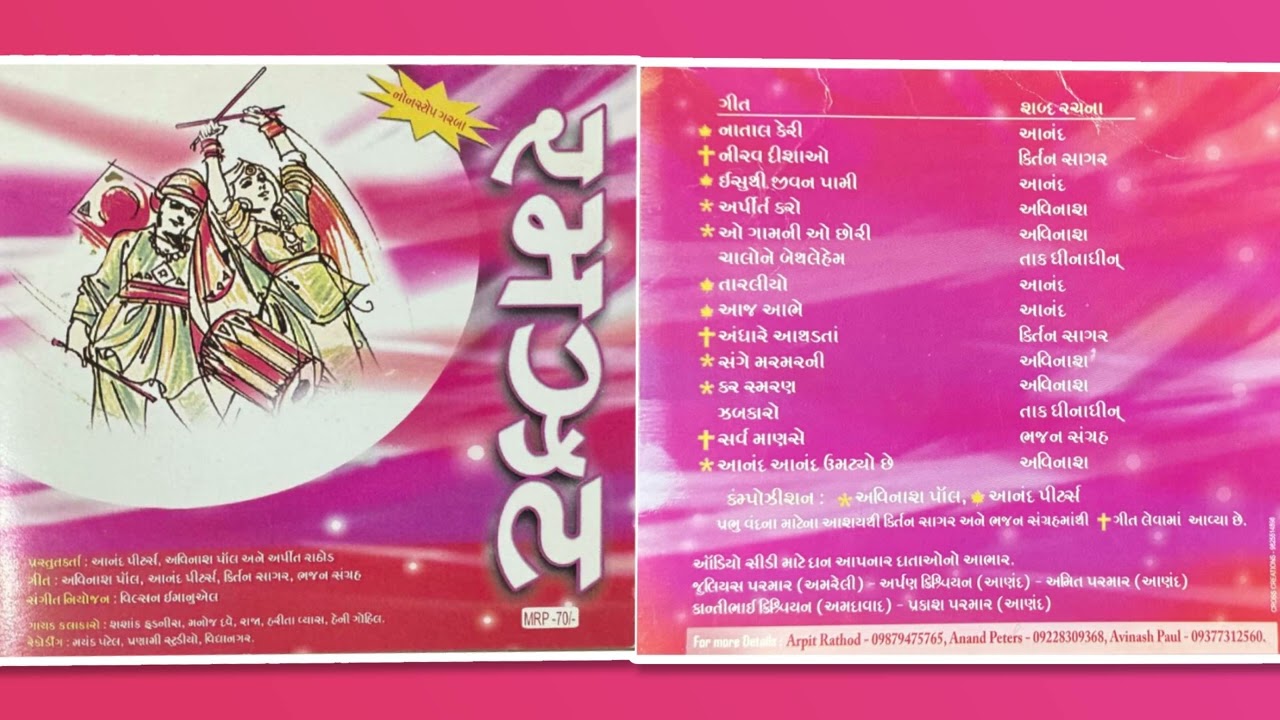 નોનસ્ટોપ ગરબા
પ્રસ્તુતકર્તા : આનંદ પીટર્સ, અવિનાશ પૉલ અને અર્પીત રાઠોડ
ગીત : અવિનાશ પૉલ, આનંદ પીટર્સ, કિર્તન સાગર, ભજન સંગ્રહ
સંગીત નિયોજન : વિલ્સન ઈમાનુએલ
ગાયક કલાકારો : શશાંક ફડનીસ, મનોજ દવે, રાજા, હરીતા વ્યાસ, હેની ગોહિલ.
રેકોર્ડીંગ : મયંક પટેલ, પ્રણામી સ્ટુડીયો, વિદ્યાનગર.
MRP -70/-
ગીત શબ્દ રચના
નાતાલ કેરી આનંદ
નીરવ દીશાઓ કિર્તન સાગર
ઈસુથી જીવન પામી આનંદ
અર્પીત કરો અવિનાશ
ઓ ગામની ઓ છોરી અવિનાશ
ચાલોને બેથલેહેમ તાક ધીનાધીન્
તારલીયો આનંદ
આજ આભે આનંદ
અંધારે આથડતાં કિર્તન સાગર
સંગે મરમરની અવિનાશ
કર સ્મરણ અવિનાશ
ઝબકારો તાક ધીનાધીન્
સર્વ માણસે ભજન સંગ્રહ
આનંદ આનંદ ઉમટ્યો છે અવિનાશ
કંમ્પોઝીશન : અવિનાશ પૉલ, આનંદ પીટર્સ
પ્રભુ વંદના માટેના આશયથી કિર્તન સાગર અને ભજન સંગ્રહમાંથી ગીત લેવામાં આવ્યા છે.
ઑડિયો સીડી માટે દાન આપનાર દાતાઓનો આભાર.
જૂલિયસ પરમાર (અમરેલી) - અર્પણ ક્રિશ્ચિયન (આણંદ) - અમિત પરમાર (આણંદ)
કાન્તીભાઈ ક્રિશ્ચિયન (અમદાવાદ) - પ્રકાશ પરમાર (આણંદ)
For more Details : Arpit Rathod - 09879475765, Anand Peters - 09228309368, Avinash Paul - 09377312560.